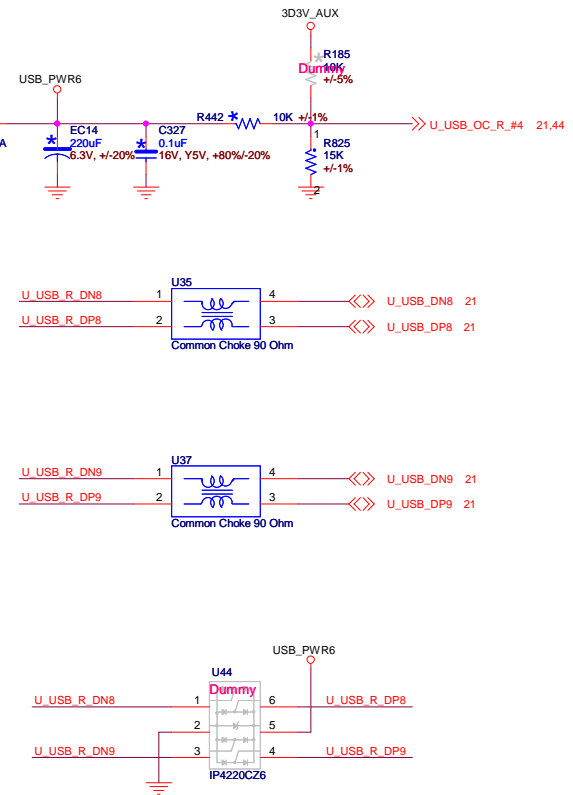 3D3V_AUX
R185
10K
Dummy
+/-5%
USB_PWR6
R442 * 10K +/-1%
U_USB_OC_R_#4 21,44
A
EC14
220uF
6.3V, +/-20%
C327
0.1uF
16V, Y5V, +80%/-20%
1
R825
15K
+/-1%
2
U35
U_USB_R_DN8 1 4 U_USB_DN8 21
U_USB_R_DP8 2 3 U_USB_DP8 21
Common Choke 90 Ohm
U37
U_USB_R_DN9 1 4 U_USB_DN9 21
U_USB_R_DP9 2 3 U_USB_DP9 21
Common Choke 90 Ohm
USB_PWR6
U44
Dummy
U_USB_R_DN8 1 6 U_USB_R_DP8
2 5
U_USB_R_DN9 3 4 U_USB_R_DP9
IP4220CZ6